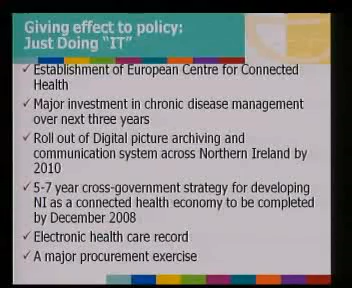 Giving effect to policy:
Just Doing "IT"
✓ Establishment of European Centre for Connected
Health
✓ Major investment in chronic disease management
over next three years
✓ Roll out of Digital picture archiving and
communication system across Northern Ireland by
2010
✓ 5-7 year cross-government strategy for developing
NI as a connected health economy to be completed
by December 2008
✓ Electronic health care record
✓ A major procurement exercise